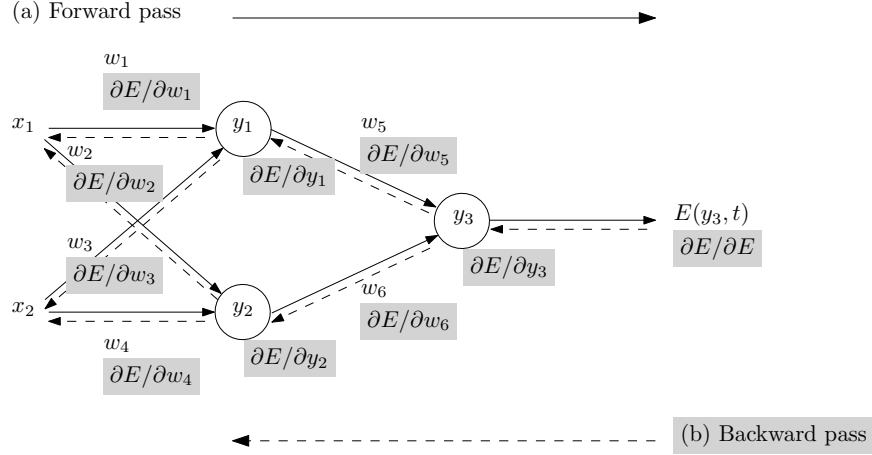 (a) Forward pass
w₁
∂E/∂w₁
x₁
y₁
w₅
w₂
∂E/∂w₅
∂E/∂w₂
∂E/∂y₁
y₃
E(y₃, t)
w₃
∂E/∂E
∂E/∂w₃
∂E/∂y₃
w₆
x₂
y₂
∂E/∂w₆
w₄
∂E/∂y₂
∂E/∂w₄
(b) Backward pass